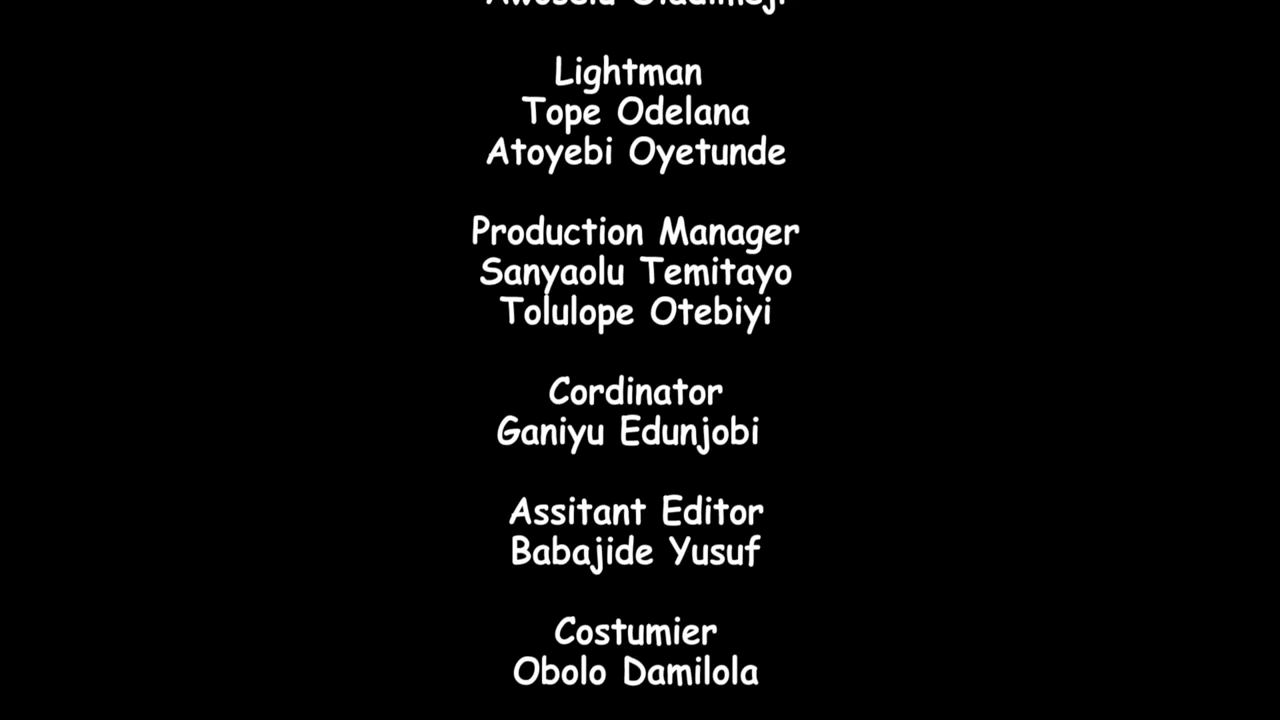 Lightman
Tope Odelana
Atoyebi Oyetunde
Production Manager
Sanyaolu Temitayo
Tolulope Otebiyi
Cordinator
Ganiyu Edunjobi
Assitant Editor
Babajide Yusuf
Costumier
Obolo Damilola